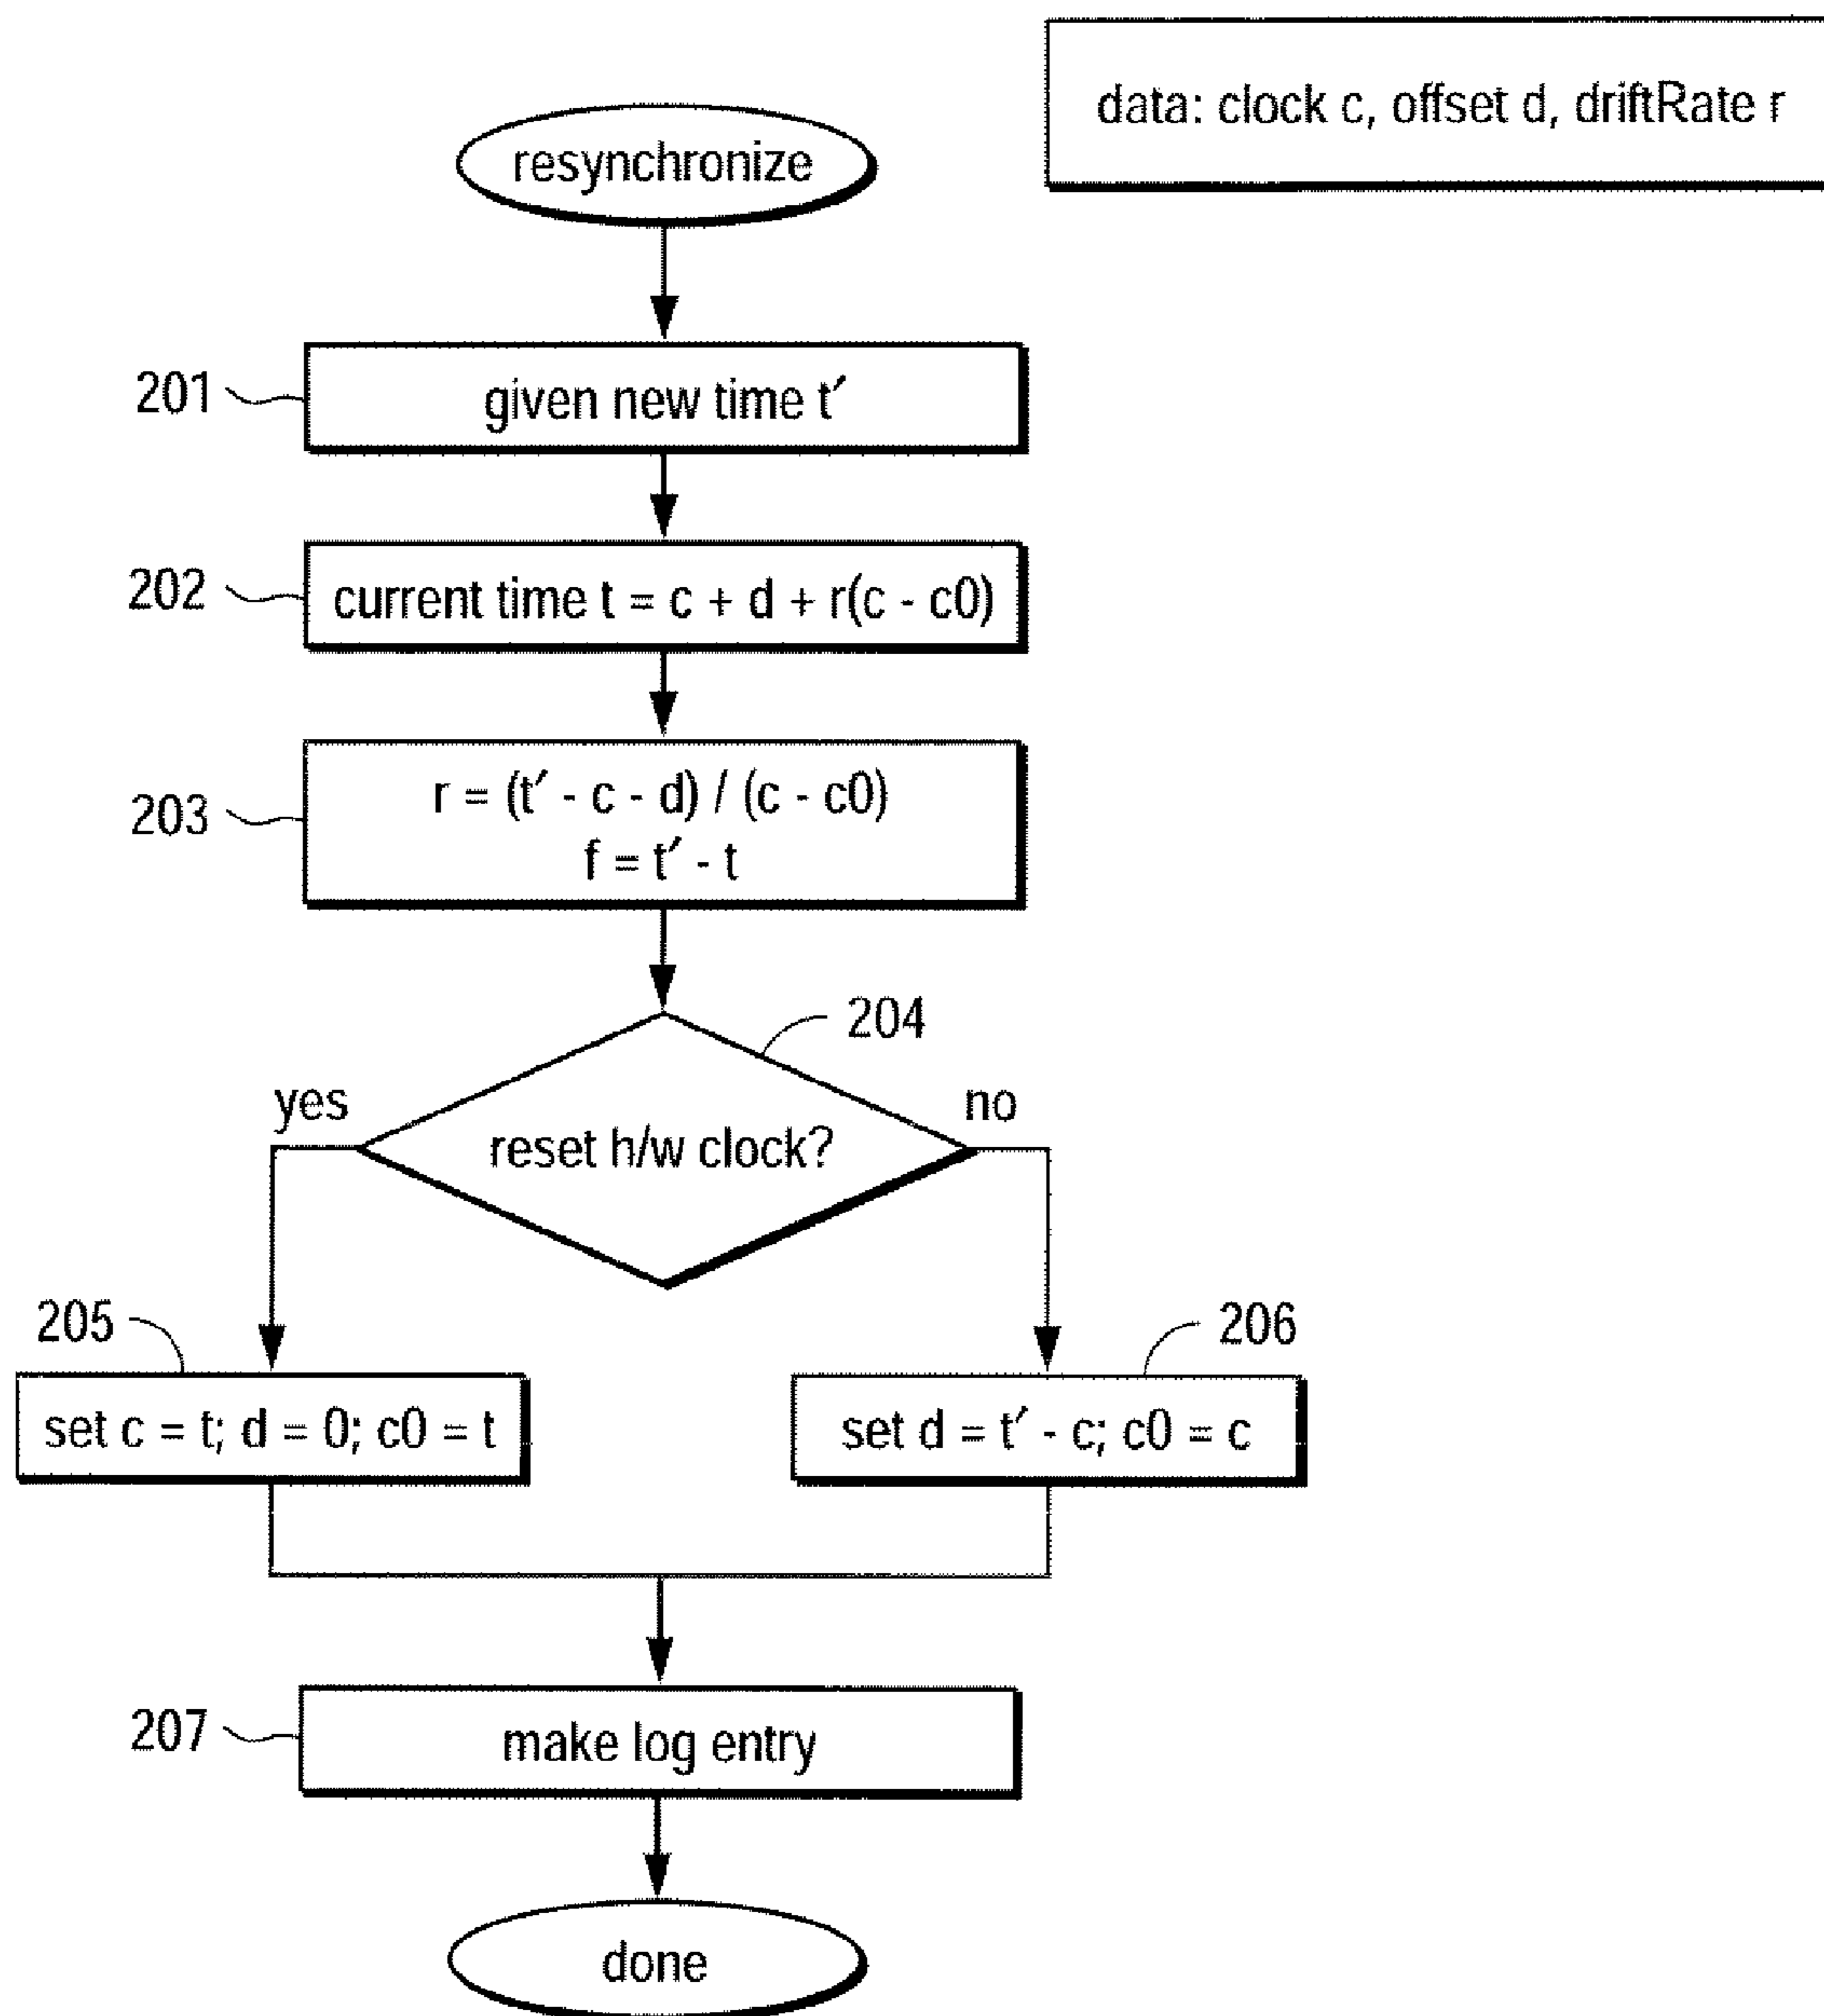 data: clock c, offset d, driftRate r
resynchronize
201
given new time t′
202
current time t = c + d + r(c - c0)
203
r = (t′ - c - d) / (c - c0)
f = t′ - t
204
yes
no
reset h/w clock?
205
206
set c = t; d = 0; c0 = t
set d = t′ - c; c0 = c
207
make log entry
done